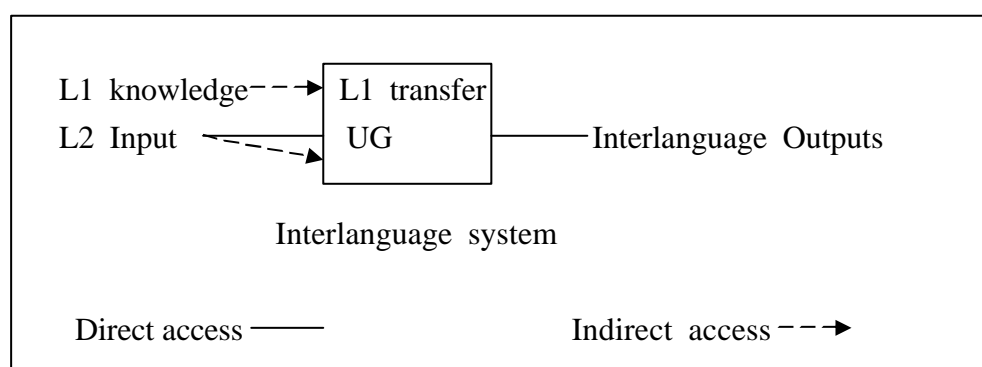 L1 knowledge L1 transfer
L2 Input UG Interlanguage Outputs
Interlanguage system
Direct access Indirect access